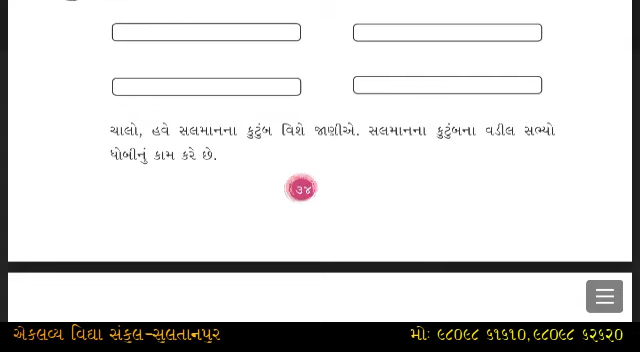 ચાલો, હવે સલમાનના કુટુંબ વિશે જાણીએ. સલમાનના કુટુંબના વડીલ સભ્યો
ધોબીનું કામ કરે છે.
૩૪
એકલવ્ય વિદ્યા સંકુલ-સુલતાનપુર
મોઃ ૯૮૦૯૮ ૬૧૬૧૦,૯૮૦૯૮ ૬૨૬૨૦